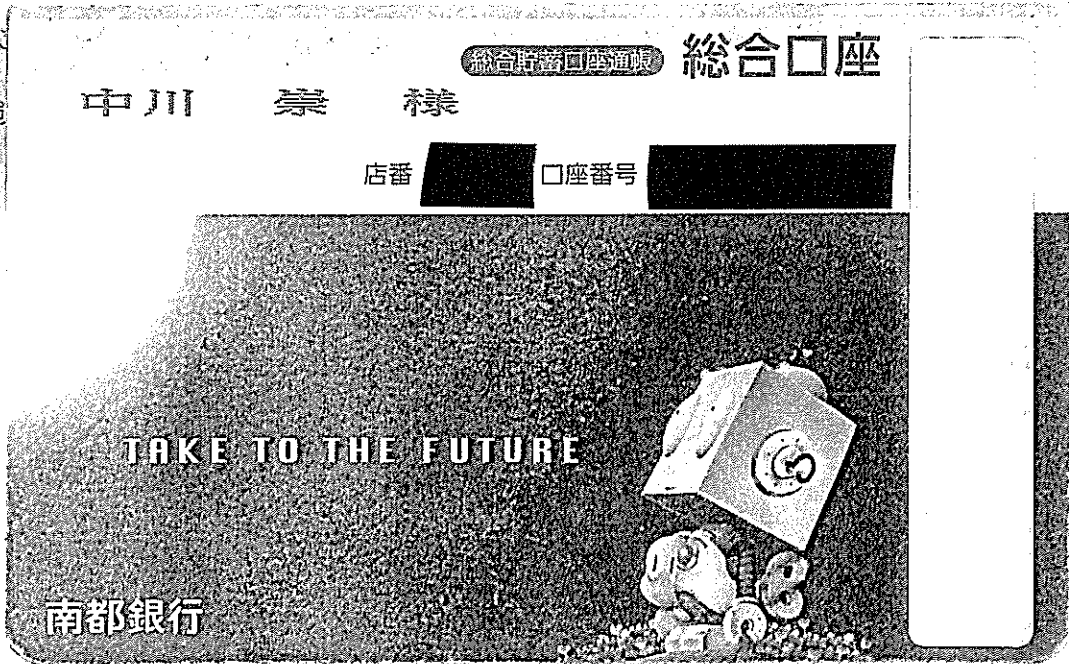 総合貯蓄口座通帳 総合口座
中川 崇 様
店番 口座番号
TAKE TO THE FUTURE
南都銀行